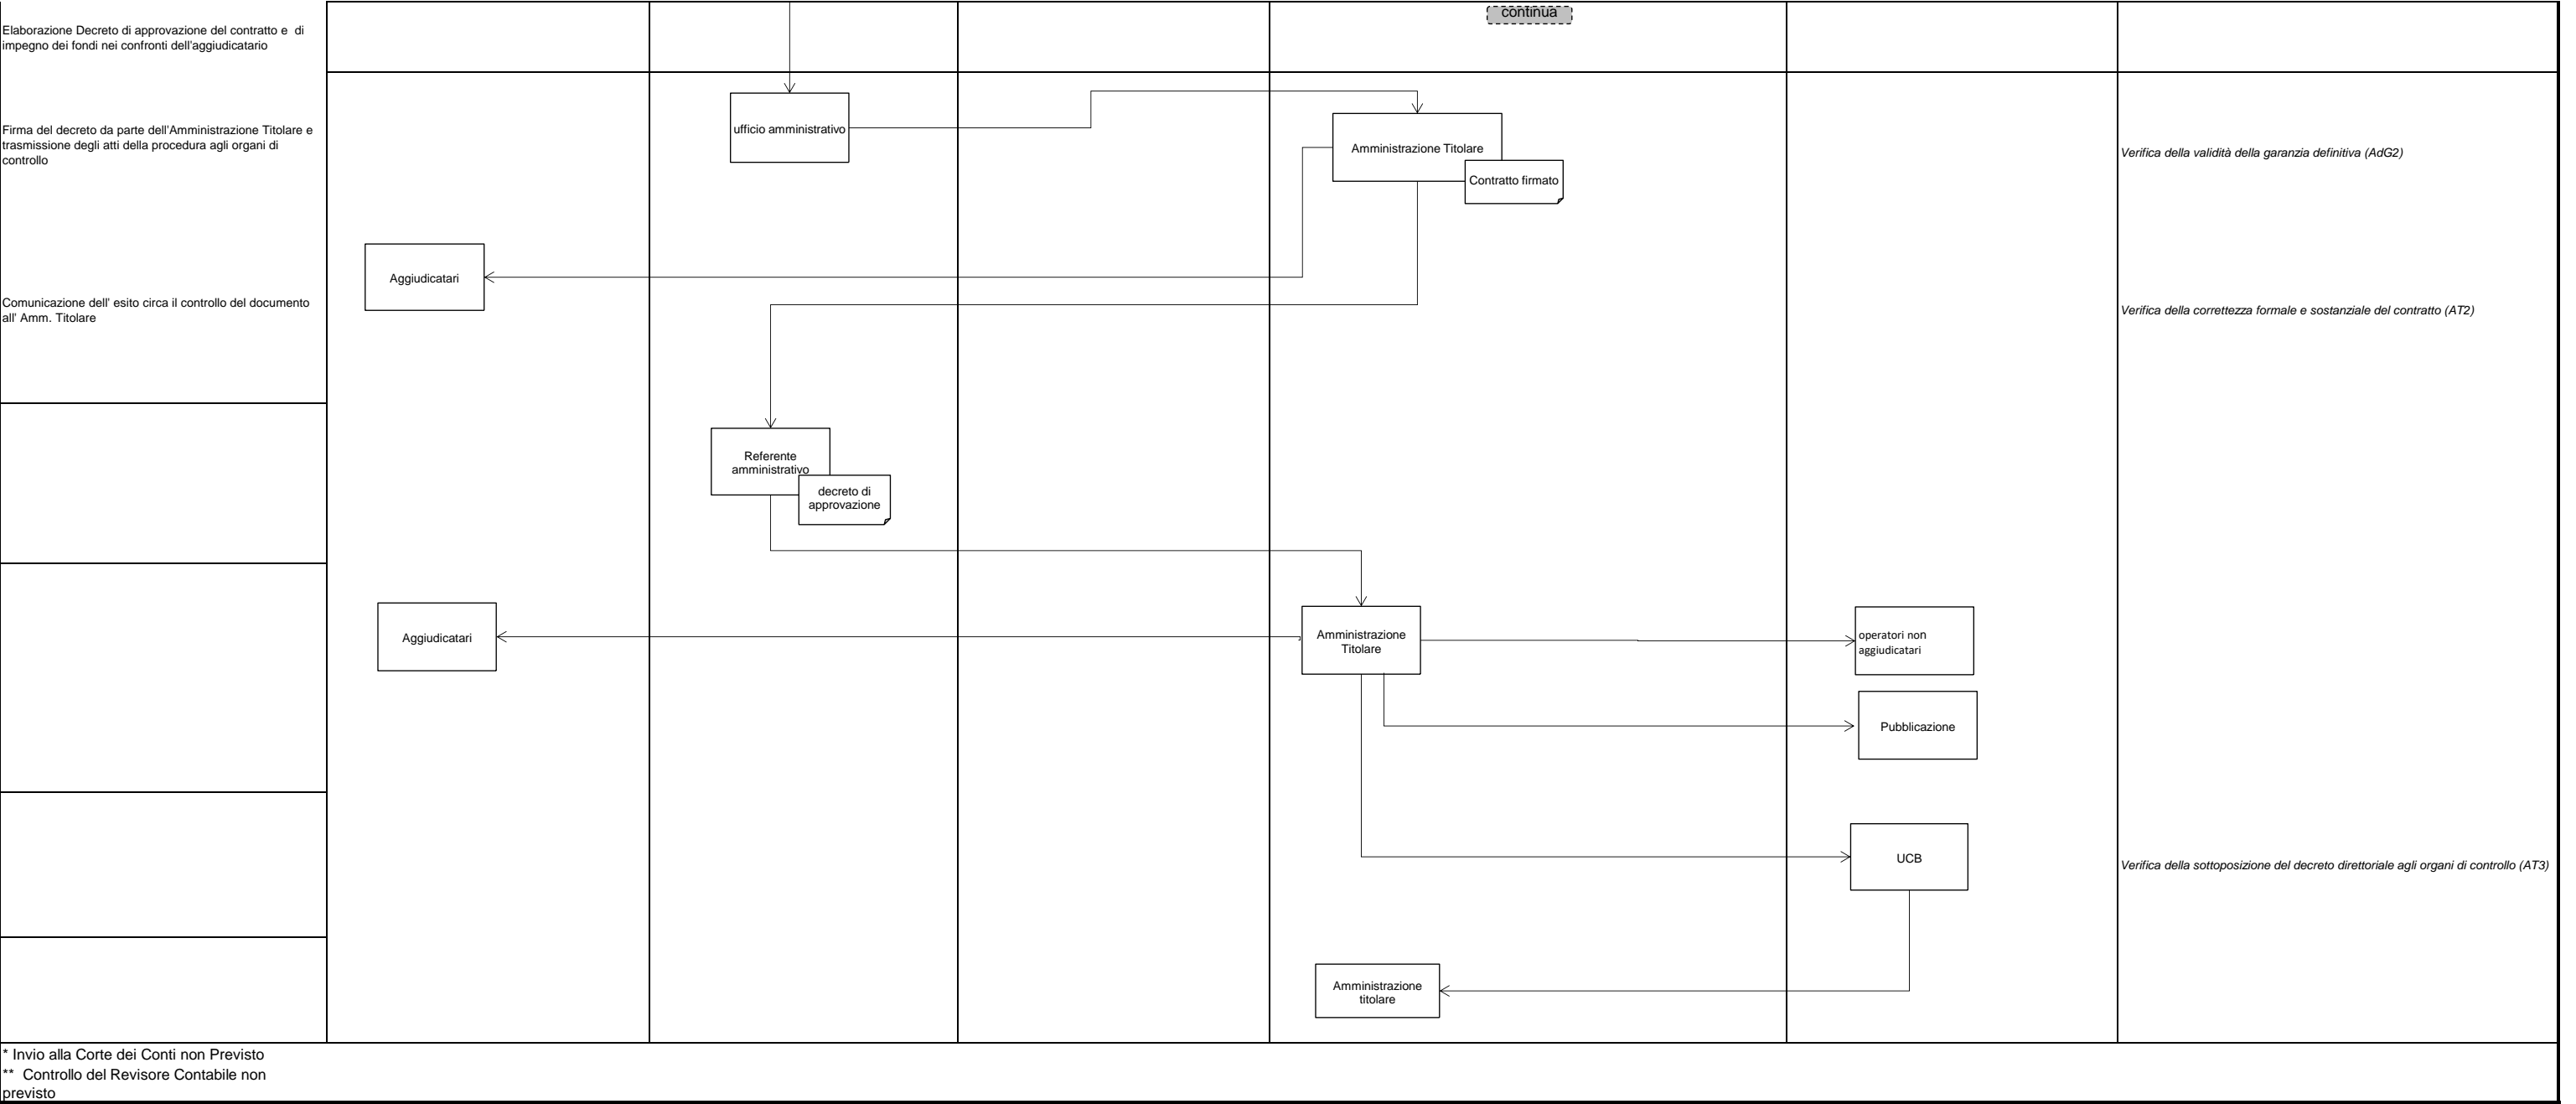 continua
Elaborazione Decreto di approvazione del contratto e  di
impegno dei fondi nei confronti dell'aggiudicatario
Firma del decreto da parte dell'Amministrazione Titolare e
trasmissione degli atti della procedura agli organi di
controllo
ufficio amministrativo
Amministrazione Titolare
Contratto firmato
Verifica della validità della garanzia definitiva (AdG2)
Aggiudicatari
Comunicazione dell' esito circa il controllo del documento
all' Amm. Titolare
Verifica della correttezza formale e sostanziale del contratto (AT2)
Referente
amministrativo
decreto di
approvazione
Aggiudicatari
Amministrazione
Titolare
operatori non
aggiudicatari
Pubblicazione
UCB
Verifica della sottoposizione del decreto direttoriale agli organi di controllo (AT3)
Amministrazione
titolare
* Invio alla Corte dei Conti non Previsto
**  Controllo del Revisore Contabile non
previsto